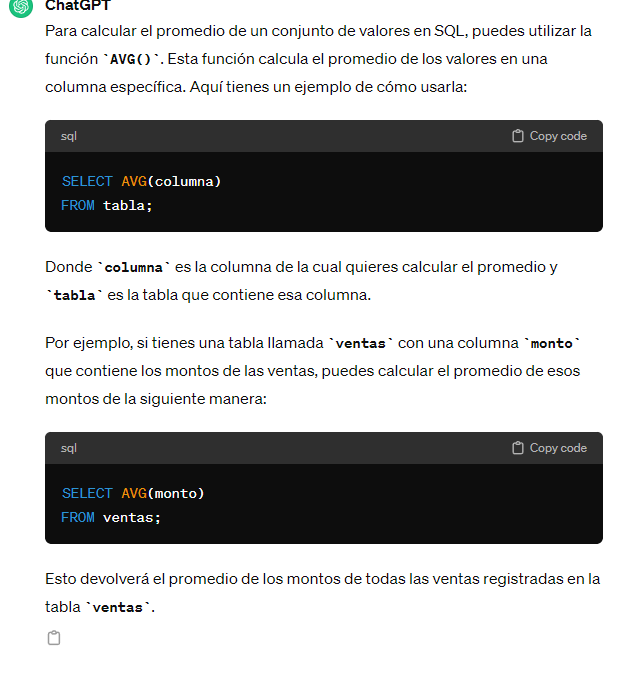 ChatGPT
Para calcular el promedio de un conjunto de valores en SQL, puedes utilizar la
función `AVG()`. Esta función calcula el promedio de los valores en una
columna específica. Aquí tienes un ejemplo de cómo usarla:
sql Copy code
SELECT AVG(columna)
FROM tabla;
Donde `columna` es la columna de la cual quieres calcular el promedio y
`tabla` es la tabla que contiene esa columna.
Por ejemplo, si tienes una tabla llamada `ventas` con una columna `monto`
que contiene los montos de las ventas, puedes calcular el promedio de esos
montos de la siguiente manera:
sql Copy code
SELECT AVG(monto)
FROM ventas;
Esto devolverá el promedio de los montos de todas las ventas registradas en la
tabla `ventas`.